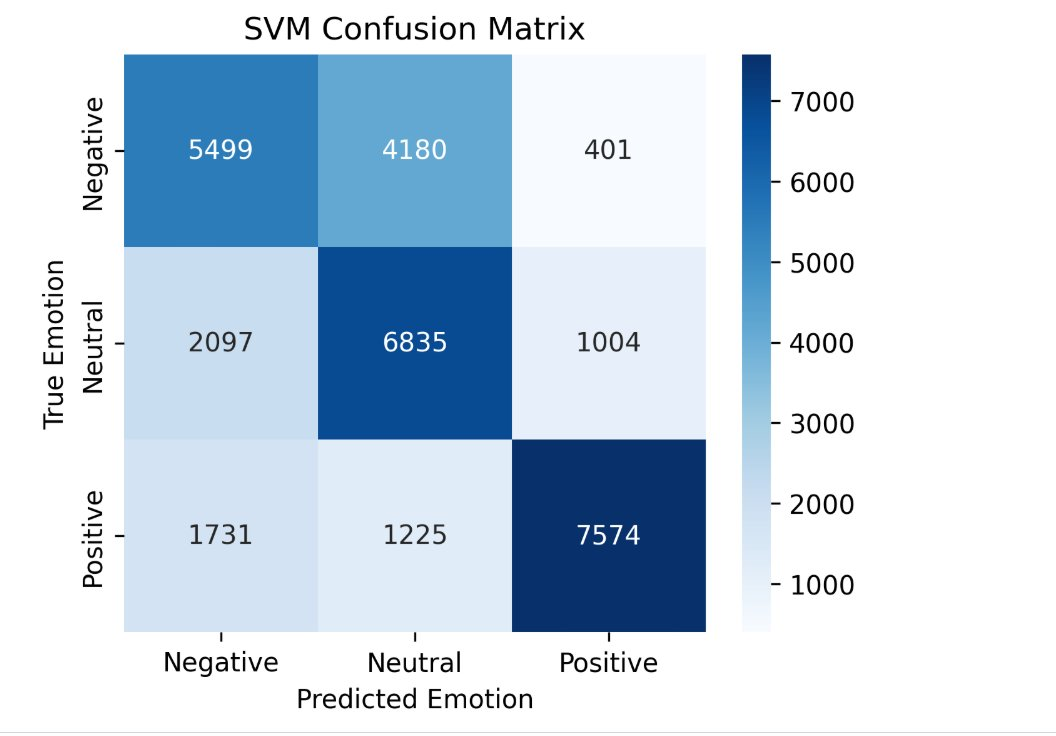 SVM Confusion Matrix
Negative
5499
4180
401
Neutral
2097
6835
1004
Positive
1731
1225
7574
True Emotion
Negative
Neutral
Positive
Predicted Emotion
7000
6000
5000
4000
3000
2000
1000